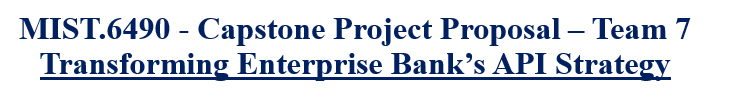 MIST.6490 - Capstone Project Proposal – Team 7
Transforming Enterprise Bank’s API Strategy